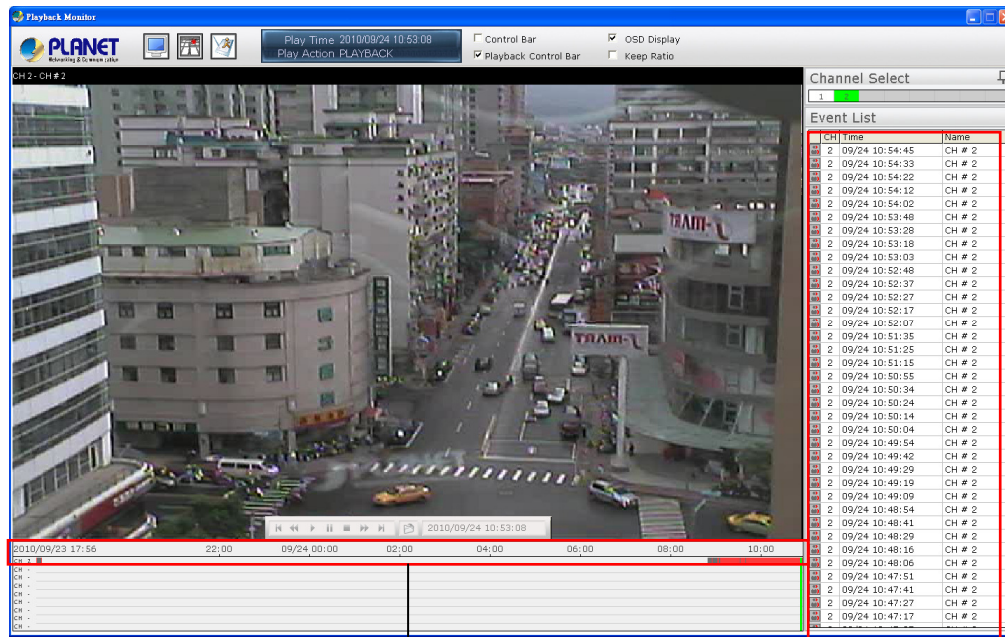 Playback Monitor
PLANET
Networking & Communication
Play Time 2010/09/24 10:53:08
Play Action PLAYBACK
Control Bar
Playback Control Bar
OSD Display
Keep Ratio
CH 2 - CH # 2
Channel Select
1 2
Event List
CH Time Name
2 09/24 10:54:45 CH # 2
2 09/24 10:54:33 CH # 2
2 09/24 10:54:22 CH # 2
2 09/24 10:54:12 CH # 2
2 09/24 10:54:02 CH # 2
2 09/24 10:53:48 CH # 2
2 09/24 10:53:28 CH # 2
2 09/24 10:53:18 CH # 2
2 09/24 10:53:03 CH # 2
2 09/24 10:52:48 CH # 2
2 09/24 10:52:37 CH # 2
2 09/24 10:52:27 CH # 2
2 09/24 10:52:17 CH # 2
2 09/24 10:52:07 CH # 2
2 09/24 10:51:35 CH # 2
2 09/24 10:51:25 CH # 2
2 09/24 10:51:15 CH # 2
2 09/24 10:50:55 CH # 2
2 09/24 10:50:34 CH # 2
2 09/24 10:50:24 CH # 2
2 09/24 10:50:14 CH # 2
2 09/24 10:50:04 CH # 2
2 09/24 10:49:54 CH # 2
2 09/24 10:49:42 CH # 2
2 09/24 10:49:29 CH # 2
2 09/24 10:49:19 CH # 2
2 09/24 10:49:09 CH # 2
2 09/24 10:48:54 CH # 2
2 09/24 10:48:41 CH # 2
2 09/24 10:48:29 CH # 2
2 09/24 10:48:16 CH # 2
2 09/24 10:48:06 CH # 2
2 09/24 10:47:51 CH # 2
2 09/24 10:47:41 CH # 2
2 09/24 10:47:27 CH # 2
2 09/24 10:47:17 CH # 2
2010/09/24 10:53:08
2010/09/23 17:56 22:00 09/24 00:00 02:00 04:00 06:00 08:00 10:00
CH 2
CH -
CH -
CH -
CH -
CH -
CH -
CH -
CH -